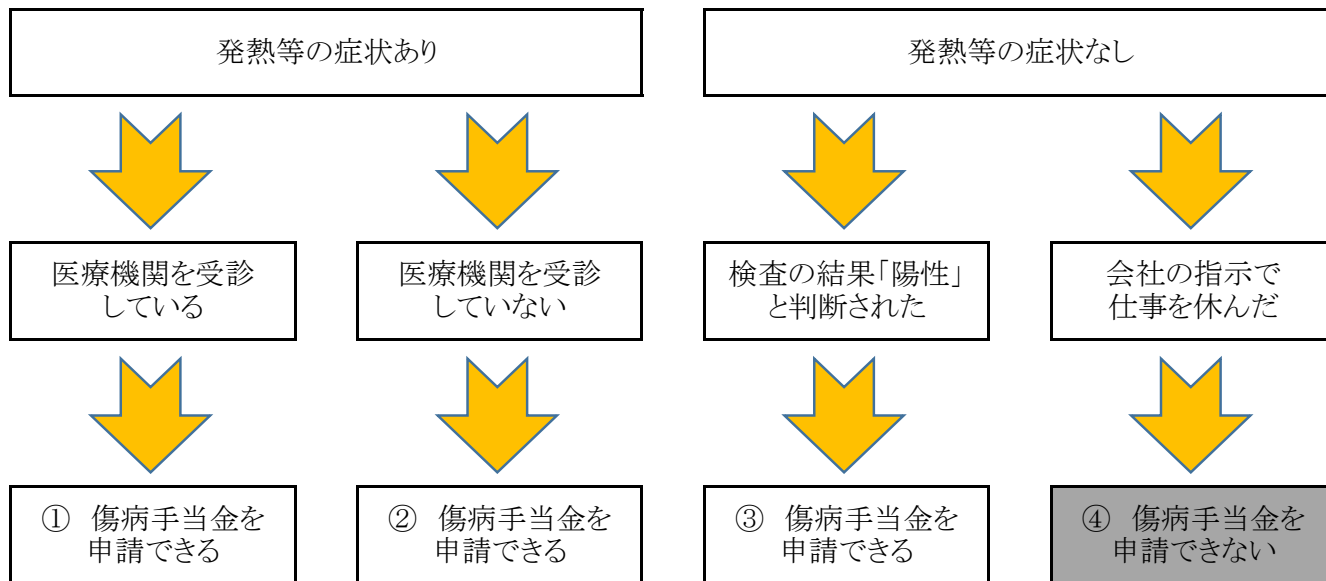 発熱等の症状あり
発熱等の症状なし
医療機関を受診
している
医療機関を受診
していない
検査の結果「陽性」
と判断された
会社の指示で
仕事を休んだ
① 傷病手当金を
申請できる
② 傷病手当金を
申請できる
③ 傷病手当金を
申請できる
④ 傷病手当金を
申請できない